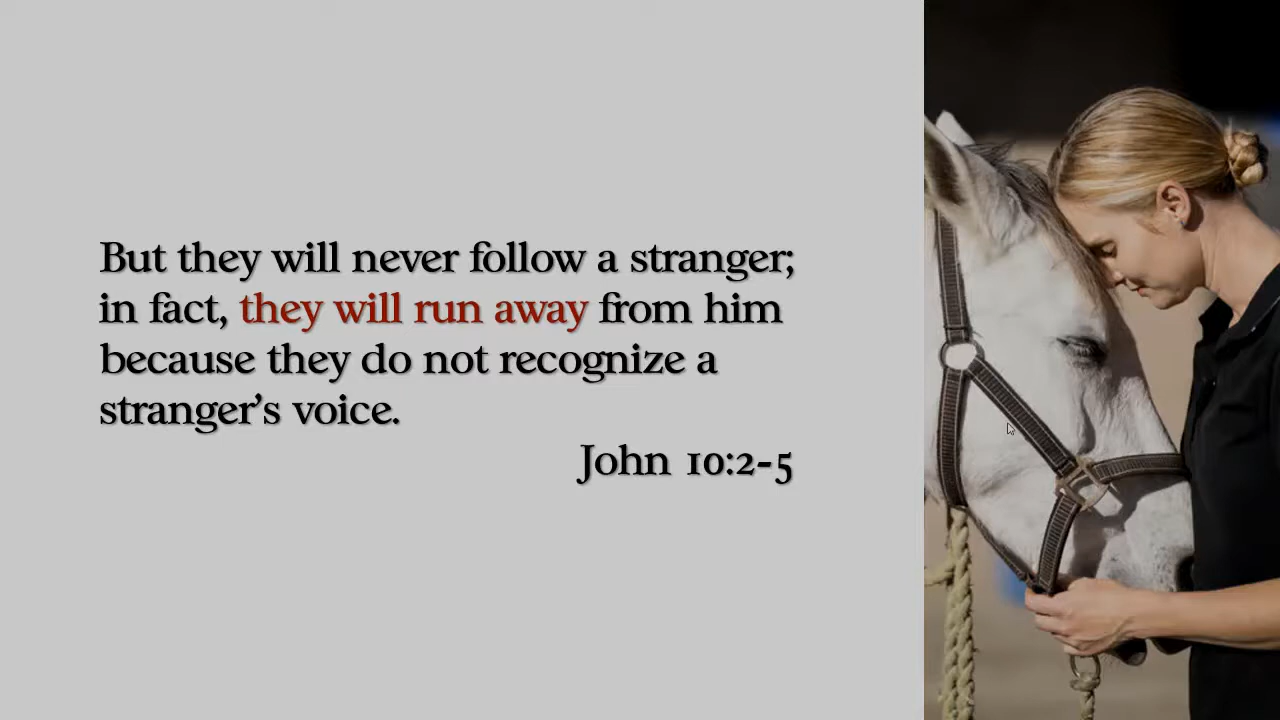 But they will never follow a stranger;
in fact, they will run away from him
because they do not recognize a
stranger’s voice.
John 10:2-5